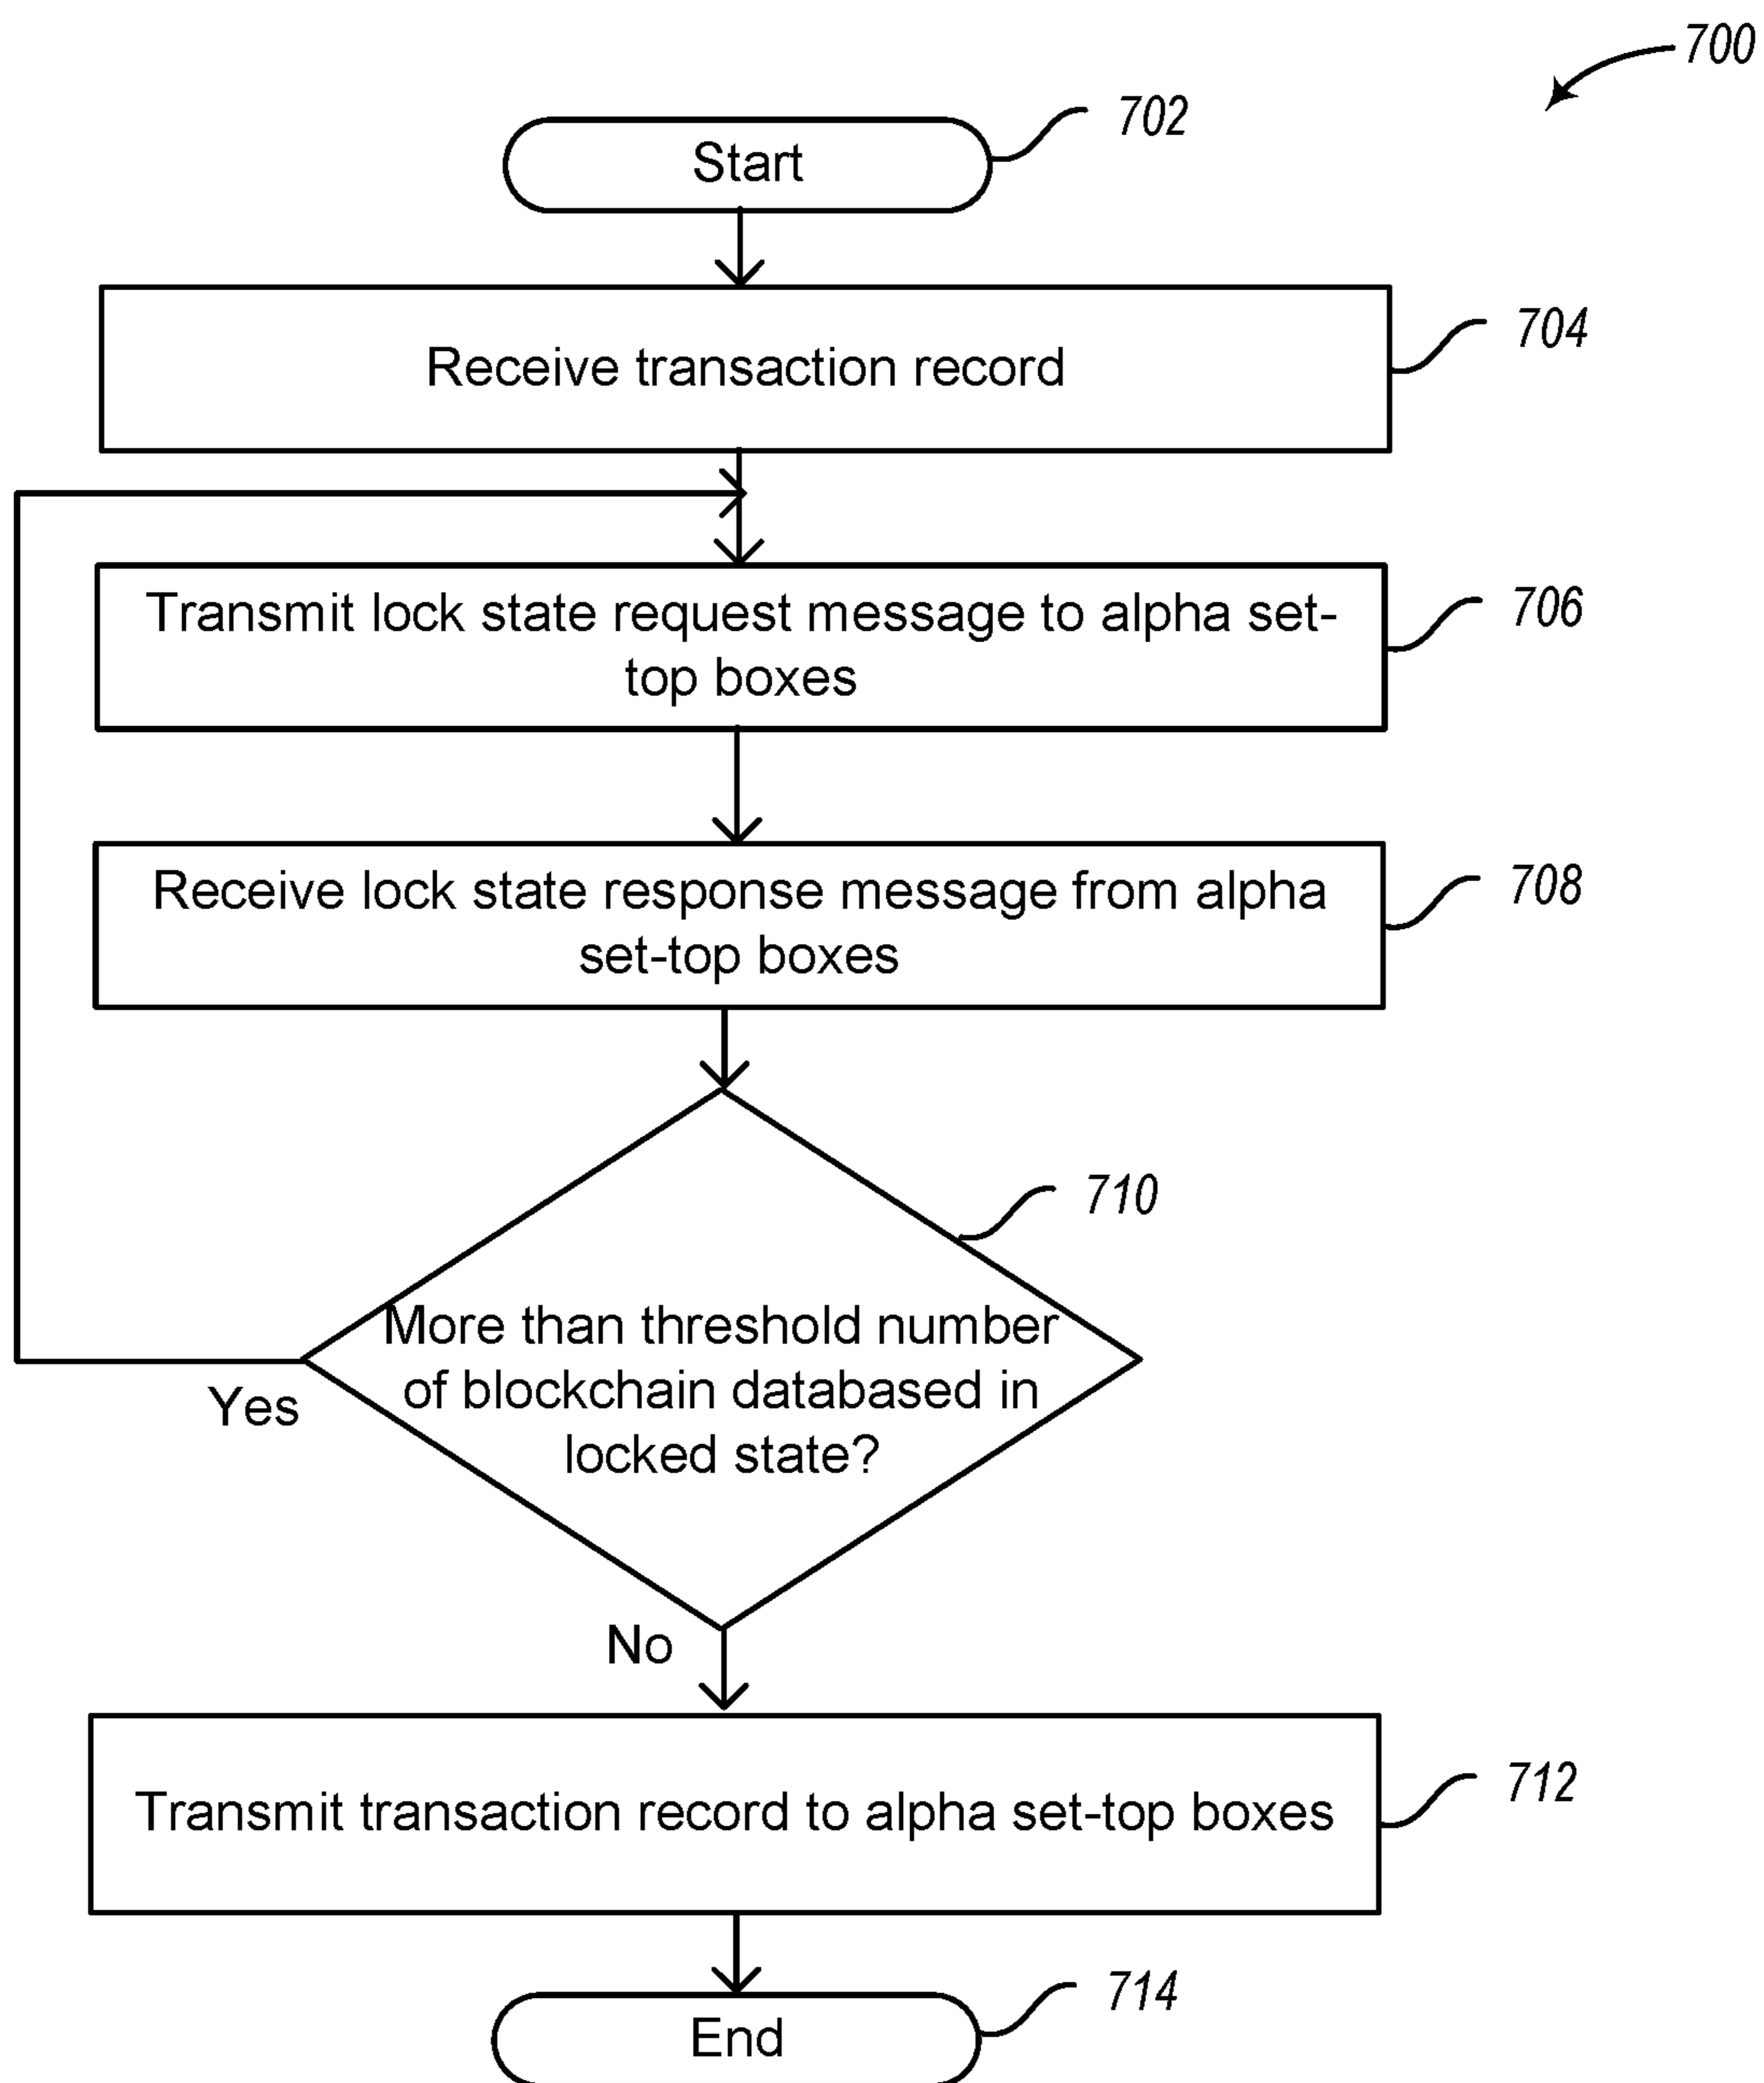 700
702
Start
704
Receive transaction record
706
Transmit lock state request message to alpha set-
top boxes
708
Receive lock state response message from alpha
set-top boxes
710
More than threshold number
of blockchain databased in
locked state?
Yes
No
712
Transmit transaction record to alpha set-top boxes
714
End